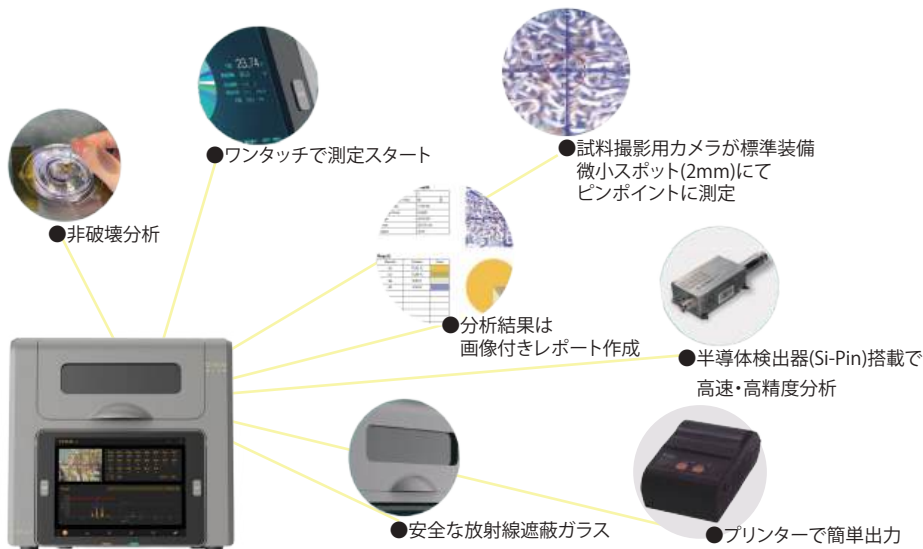 23.74
●ワンタッチで測定スタート
●試料撮影用カメラが標準装備
微小スポット(2mm)にて
ピンポイントに測定
●非破壊分析
●分析結果は
画像付きレポート作成
●半導体検出器(Si-Pin)搭載で
高速・高精度分析
●安全な放射線遮蔽ガラス
●プリンターで簡単出力